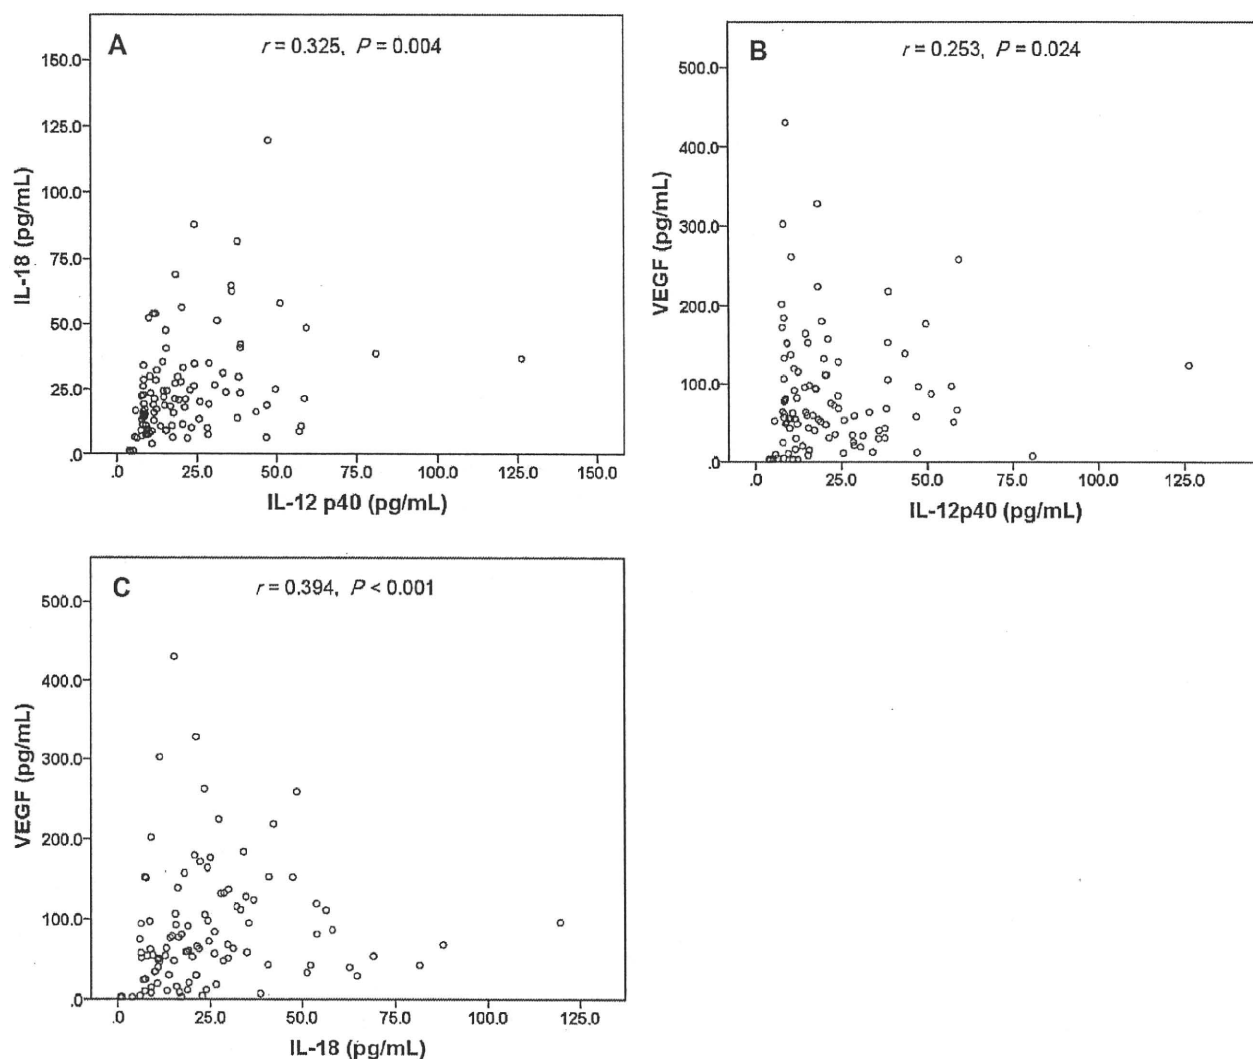 A
r = 0.325, P = 0.004
150.0
125.0
100.0
75.0
50.0
25.0
.0
IL-18 (pg/mL)
.0 25.0 50.0 75.0 100.0 125.0 150.0
IL-12 p40 (pg/mL)
B
r = 0.253, P = 0.024
500.0
400.0
300.0
200.0
100.0
.0
VEGF (pg/mL)
.0 25.0 50.0 75.0 100.0 125.0
IL-12p40 (pg/mL)
C
r = 0.394, P < 0.001
500.0
400.0
300.0
200.0
100.0
.0
VEGF (pg/mL)
.0 25.0 50.0 75.0 100.0 125.0
IL-18 (pg/mL)